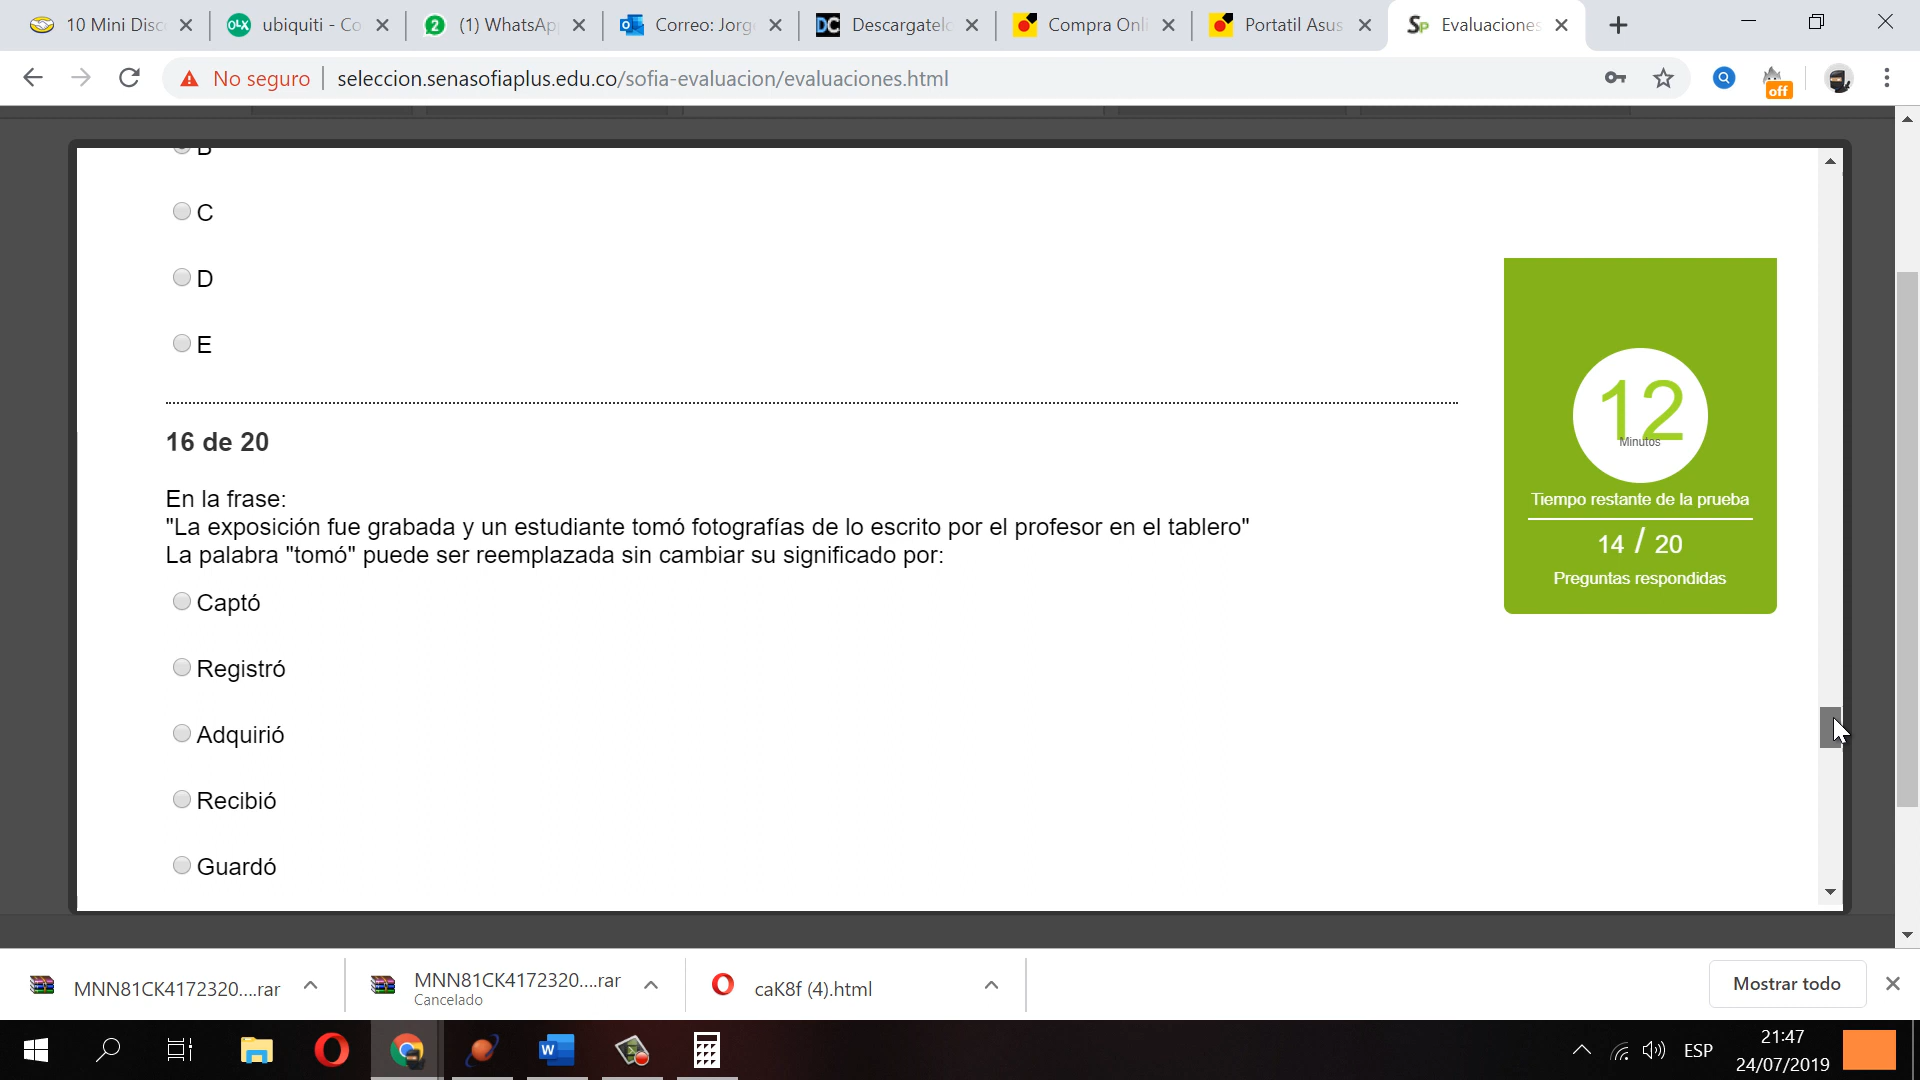 10 Mini Disc
ubiquiti - Co
(1) WhatsAp
Correo: Jorg
Descargatelo
Compra Onli
Portatil Asus
Evaluaciones
No seguro
seleccion.senasofiaplus.edu.co/sofia-evaluacion/evaluaciones.html
off
B
C
D
E
16 de 20
En la frase:
"La exposición fue grabada y un estudiante tomó fotografías de lo escrito por el profesor en el tablero"
La palabra "tomó" puede ser reemplazada sin cambiar su significado por:
Captó
Registró
Adquirió
Recibió
Guardó
12
Minutos
Tiempo restante de la prueba
14 / 20
Preguntas respondidas
MNN81CK4172320....rar
MNN81CK4172320....rar
Cancelado
caK8f (4).html
Mostrar todo
ESP
21:47
24/07/2019